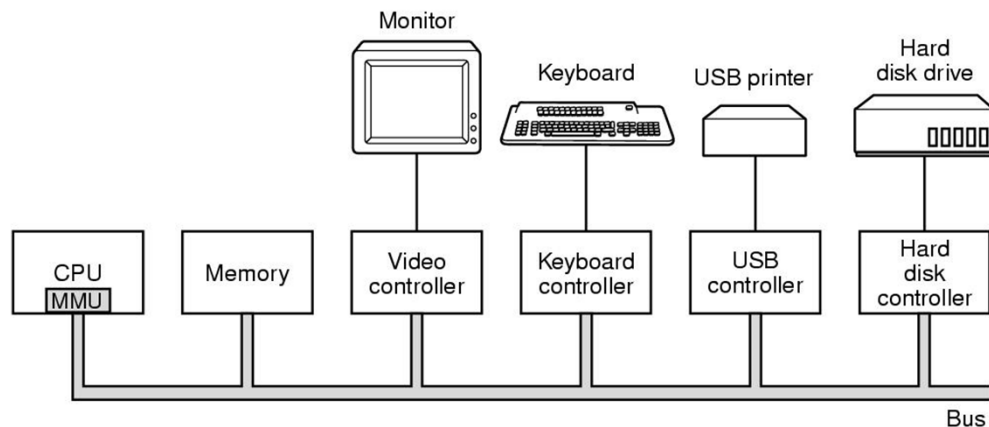 Monitor
Keyboard
USB printer
Hard
disk drive
CPU
MMU
Memory
Video
controller
Keyboard
controller
USB
controller
Hard
disk
controller
Bus